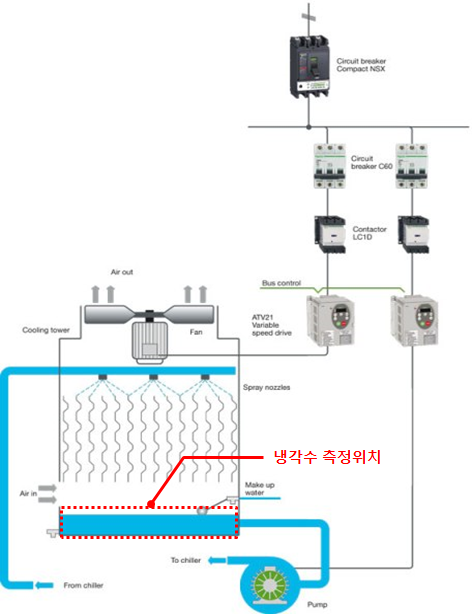 Circuit breaker
Compact NSX
Circuit
breaker C60
Contactor
LC1D
Bus control
Air out
ATV21
Variable
speed drive
Cooling tower
Fan
Spray nozzles
냉각수 측정위치
Make up
water
Air in
To chiller
From chiller
Pump